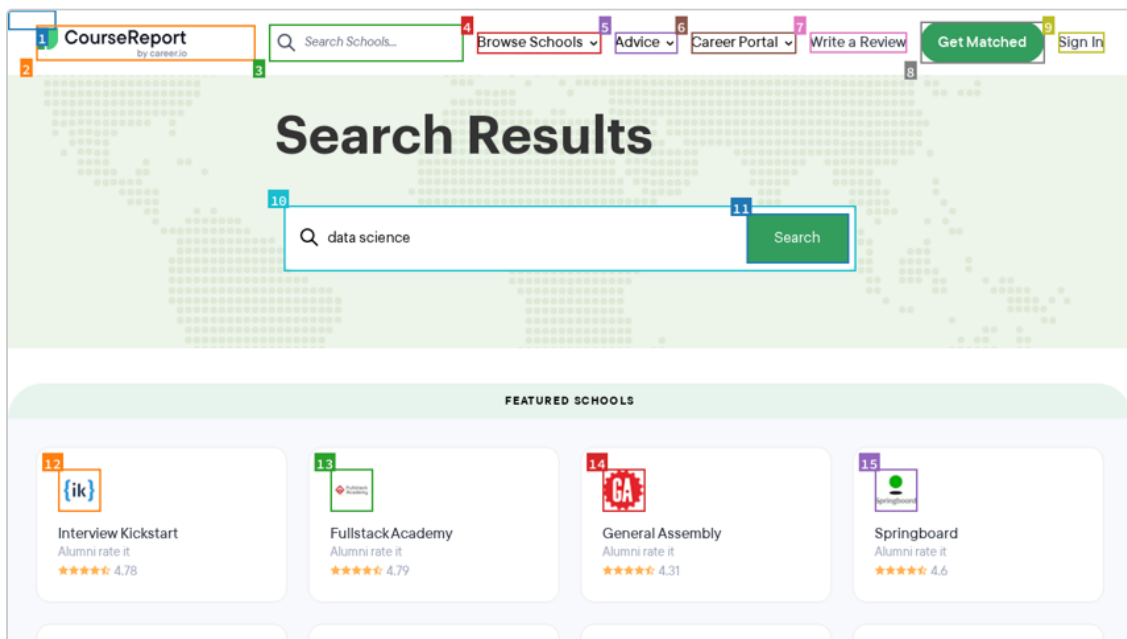 1
CourseReport
by career.io
2
3
Search Schools...
4
Browse Schools
5
Advice
6
Career Portal
7
Write a Review
8
Get Matched
9
Sign In
Search Results
10
data science
11
Search
FEATURED SCHOOLS
12
{ik}
Interview Kickstart
Alumni rate it
4.78
13
Fullstack
Academy
Fullstack Academy
Alumni rate it
4.79
14
GA
General Assembly
Alumni rate it
4.31
15
Springboard
Springboard
Alumni rate it
4.6